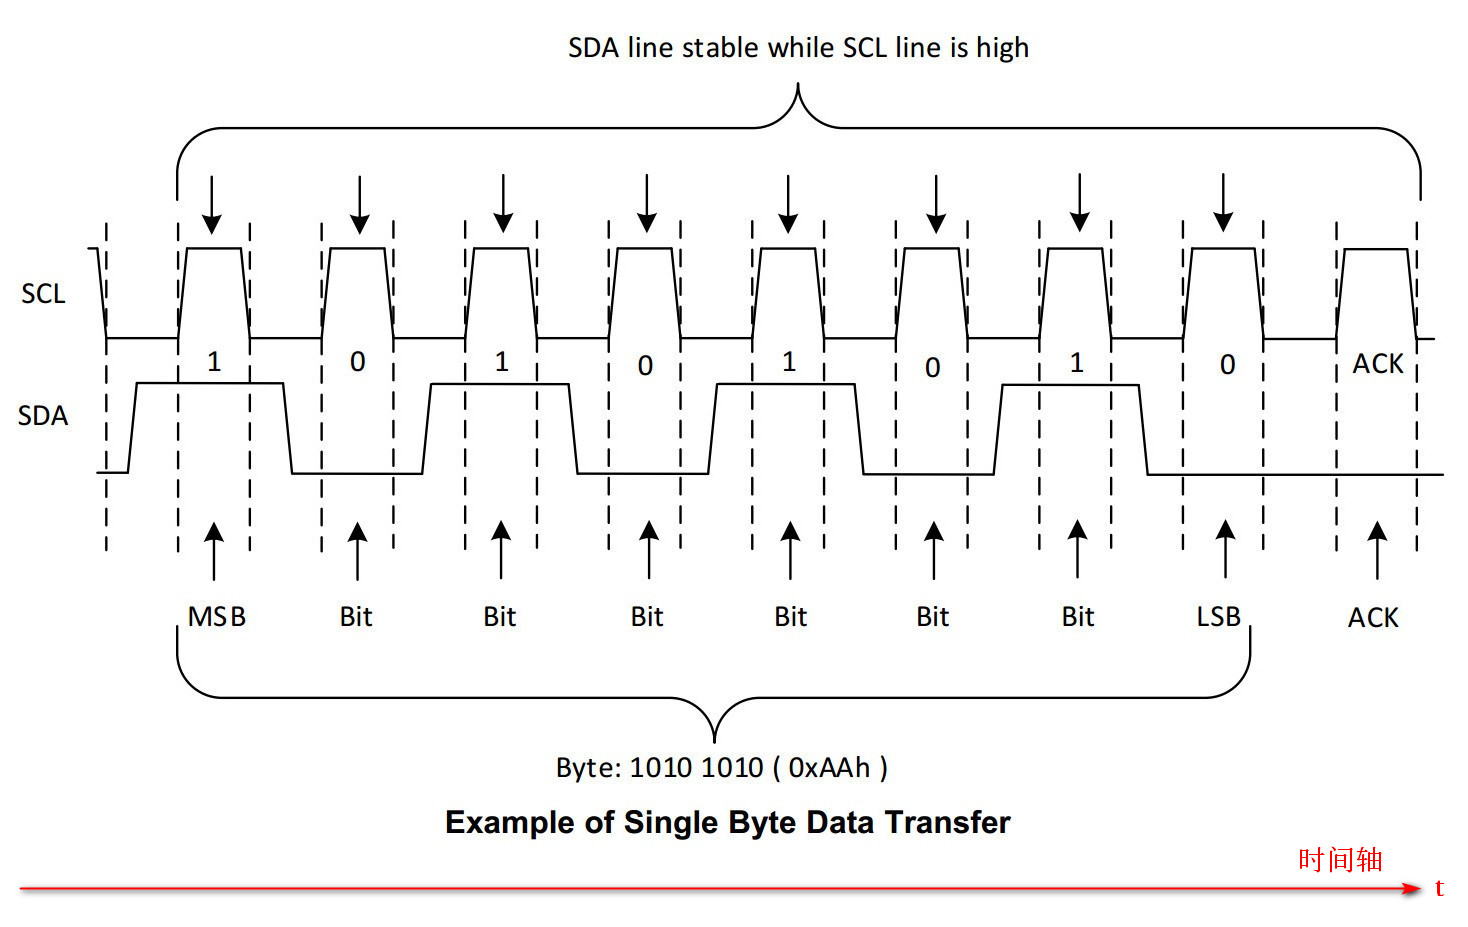 SDA line stable while SCL line is high
SCL
1 0 1 0 1 0 1 0 ACK
SDA
MSB Bit Bit Bit Bit Bit Bit LSB ACK
Byte: 1010 1010 ( 0xAAh )
Example of Single Byte Data Transfer
时间轴
t